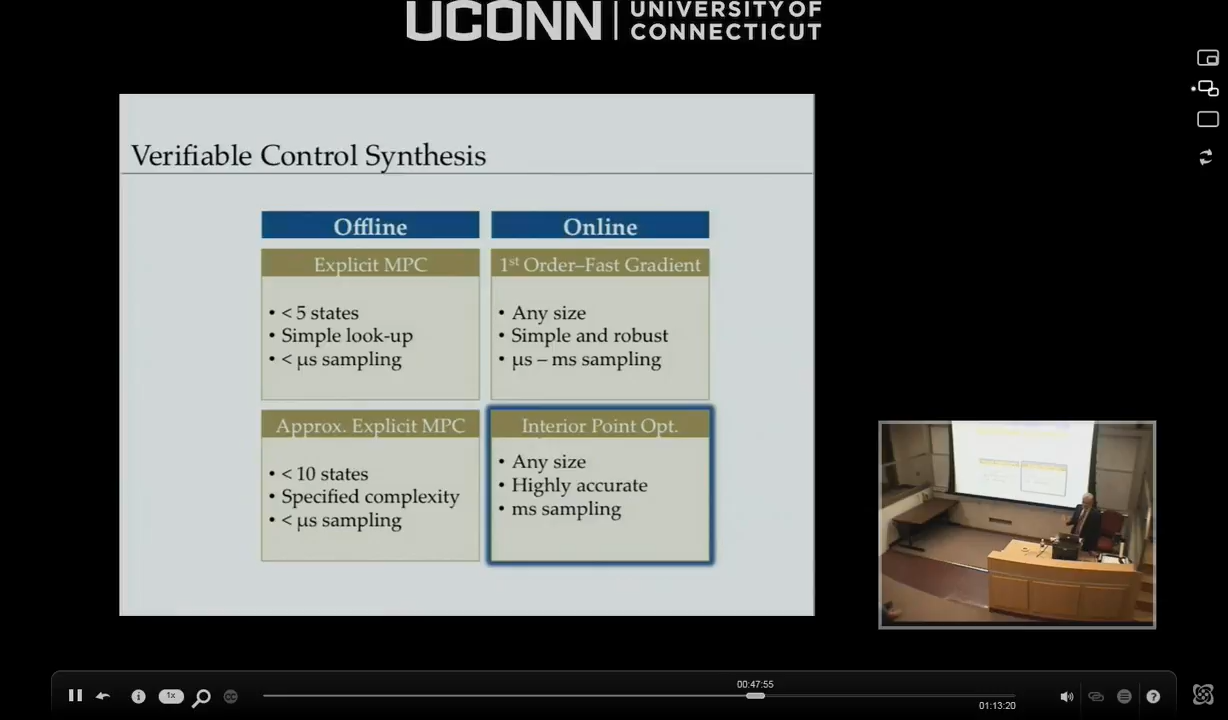 UCONN | UNIVERSITY OF
CONNECTICUT
Verifiable Control Synthesis
Offline
Online
Explicit MPC
• < 5 states
• Simple look-up
• < μs sampling
1st Order–Fast Gradient
• Any size
• Simple and robust
• μs – ms sampling
Approx. Explicit MPC
• < 10 states
• Specified complexity
• < μs sampling
Interior Point Opt.
• Any size
• Highly accurate
• ms sampling
1x
cc
00:47:55
01:13:20